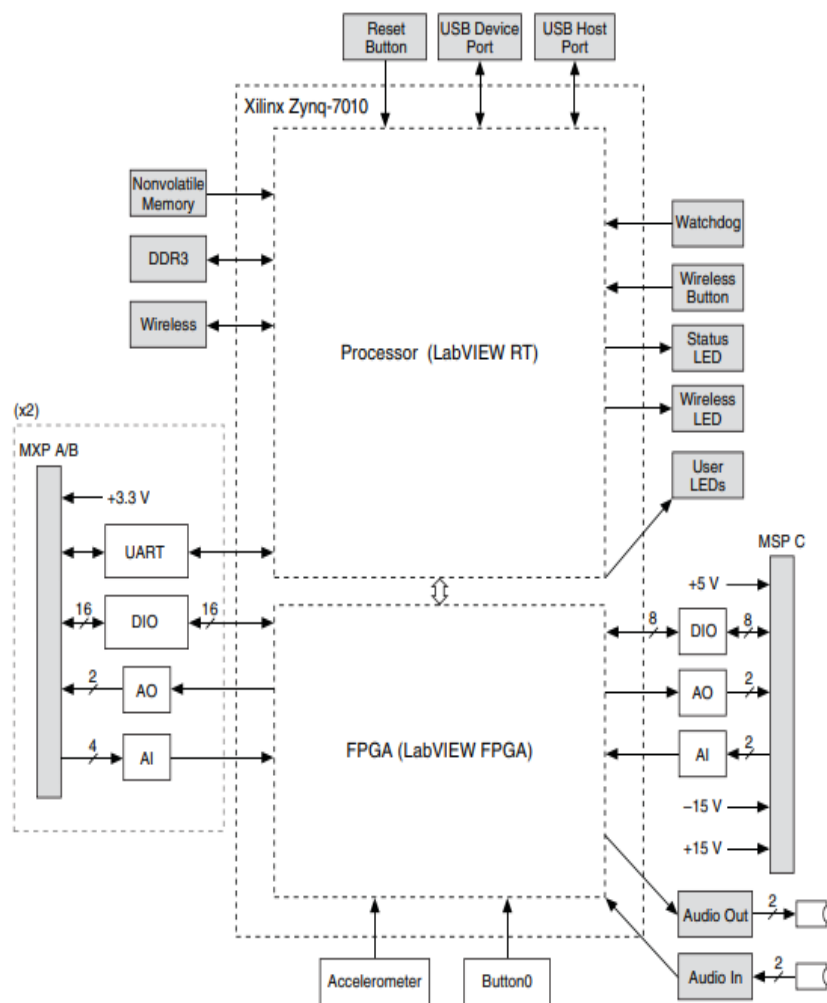 Reset
Button
USB Device
Port
USB Host
Port
Xilinx Zynq-7010
Nonvolatile
Memory
DDR3
Wireless
Processor (LabVIEW RT)
Watchdog
Wireless
Button
Status
LED
Wireless
LED
User
LEDs
(x2)
MXP A/B
+3.3 V
UART
16
DIO
16
2
AO
4
AI
FPGA (LabVIEW FPGA)
MSP C
+5 V
8
DIO
8
AO
2
AI
2
–15 V
+15 V
Audio Out
2
Audio In
2
Accelerometer
Button0